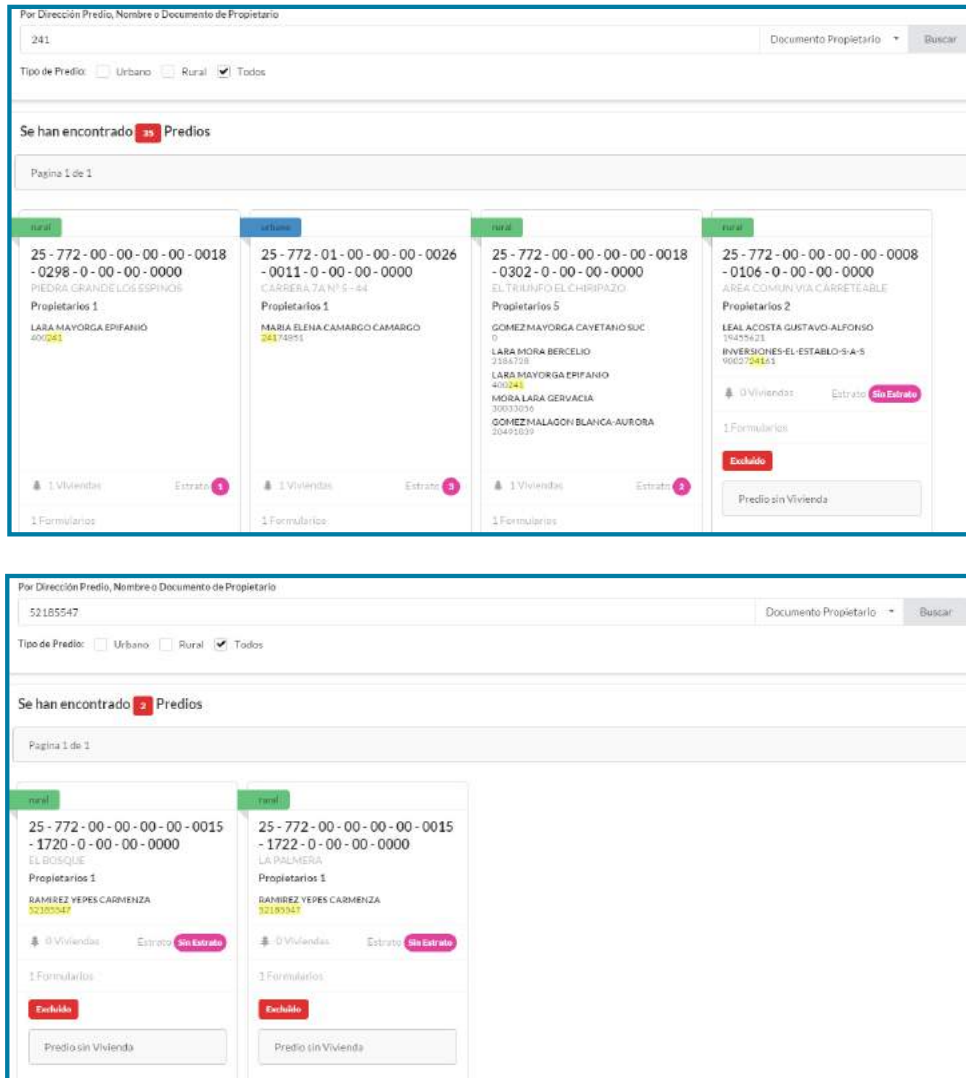 Por Dirección Predio, Nombre o Documento de Propietario
241
Documento Propietario
Buscar
Tipo de Predio:
Urbano
Rural
Todos
Se han encontrado 35 Predios
Pagina 1 de 1
rural
25 - 772 - 00 - 00 - 00 - 00 - 0018
- 0298 - 0 - 00 - 00 - 0000
PIEDRA GRANDE LOS ESPINOS
Propietarios 1
LARA MAYORGA EPIFANIO
400241
1 Viviendas
Estrato 1
1 Formularios
urbano
25 - 772 - 01 - 00 - 00 - 00 - 0026
- 0011 - 0 - 00 - 00 - 0000
CARRERA 7A Nº 5 - 44
Propietarios 1
MARIA ELENA CAMARGO CAMARGO
24174851
1 Viviendas
Estrato 3
1 Formularios
rural
25 - 772 - 00 - 00 - 00 - 00 - 0018
- 0302 - 0 - 00 - 00 - 0000
EL TRIUNFO EL CHIRIPAZO
Propietarios 5
GOMEZ MAYORGA CAYETANO SUC
0
LARA MORA BERCELIO
2186728
LARA MAYORGA EPIFANIO
400241
MORA LARA GERVACIA
30033056
GOMEZ MALAGON BLANCA-AURORA
20491839
1 Viviendas
Estrato 2
1 Formularios
rural
25 - 772 - 00 - 00 - 00 - 00 - 0008
- 0106 - 0 - 00 - 00 - 0000
AREA COMUN VIA CARRETEABLE
Propietarios 2
LEAL ACOSTA GUSTAVO-ALFONSO
19455621
INVERSIONES-EL-ESTABLO-S-A-S
9002724161
0 Viviendas
Estrato Sin Estrato
1 Formularios
Excluido
Predio sin Vivienda
Por Dirección Predio, Nombre o Documento de Propietario
52185547
Documento Propietario
Buscar
Tipo de Predio:
Urbano
Rural
Todos
Se han encontrado 2 Predios
Pagina 1 de 1
rural
25 - 772 - 00 - 00 - 00 - 00 - 0015
- 1720 - 0 - 00 - 00 - 0000
EL BOSQUE
Propietarios 1
RAMIREZ YEPES CARMENZA
52185547
0 Viviendas
Estrato Sin Estrato
1 Formularios
Excluido
Predio sin Vivienda
rural
25 - 772 - 00 - 00 - 00 - 00 - 0015
- 1722 - 0 - 00 - 00 - 0000
LA PALMERA
Propietarios 1
RAMIREZ YEPES CARMENZA
52185547
0 Viviendas
Estrato Sin Estrato
1 Formularios
Excluido
Predio sin Vivienda